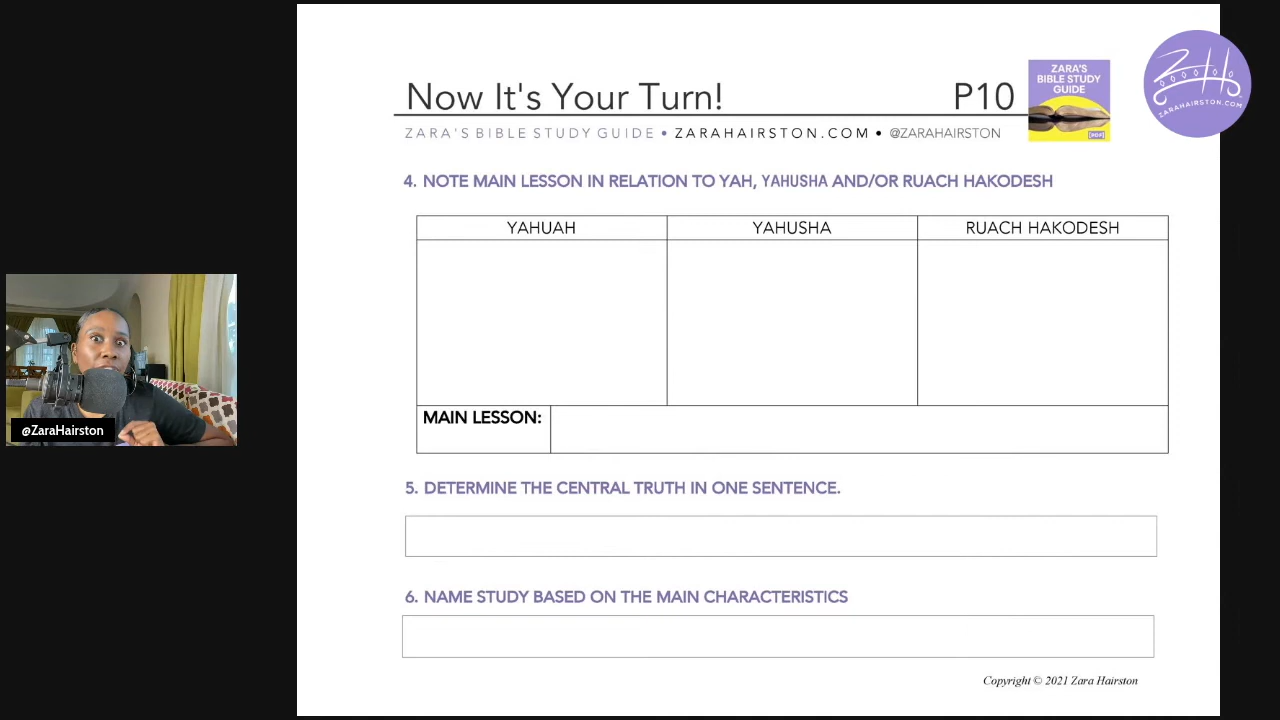 Now It's Your Turn!
P10
ZARA'S
BIBLE STUDY
GUIDE
[PDF]
ZARAHAIRSTON.COM
ZARA'S BIBLE STUDY GUIDE • ZARAHAIRSTON.COM • @ZARAHAIRSTON
4. NOTE MAIN LESSON IN RELATION TO YAH, YAHUSHA AND/OR RUACH HAKODESH
YAHUAH
YAHUSHA
RUACH HAKODESH
MAIN LESSON:
@ZaraHairston
5. DETERMINE THE CENTRAL TRUTH IN ONE SENTENCE.
6. NAME STUDY BASED ON THE MAIN CHARACTERISTICS
Copyright © 2021 Zara Hairston